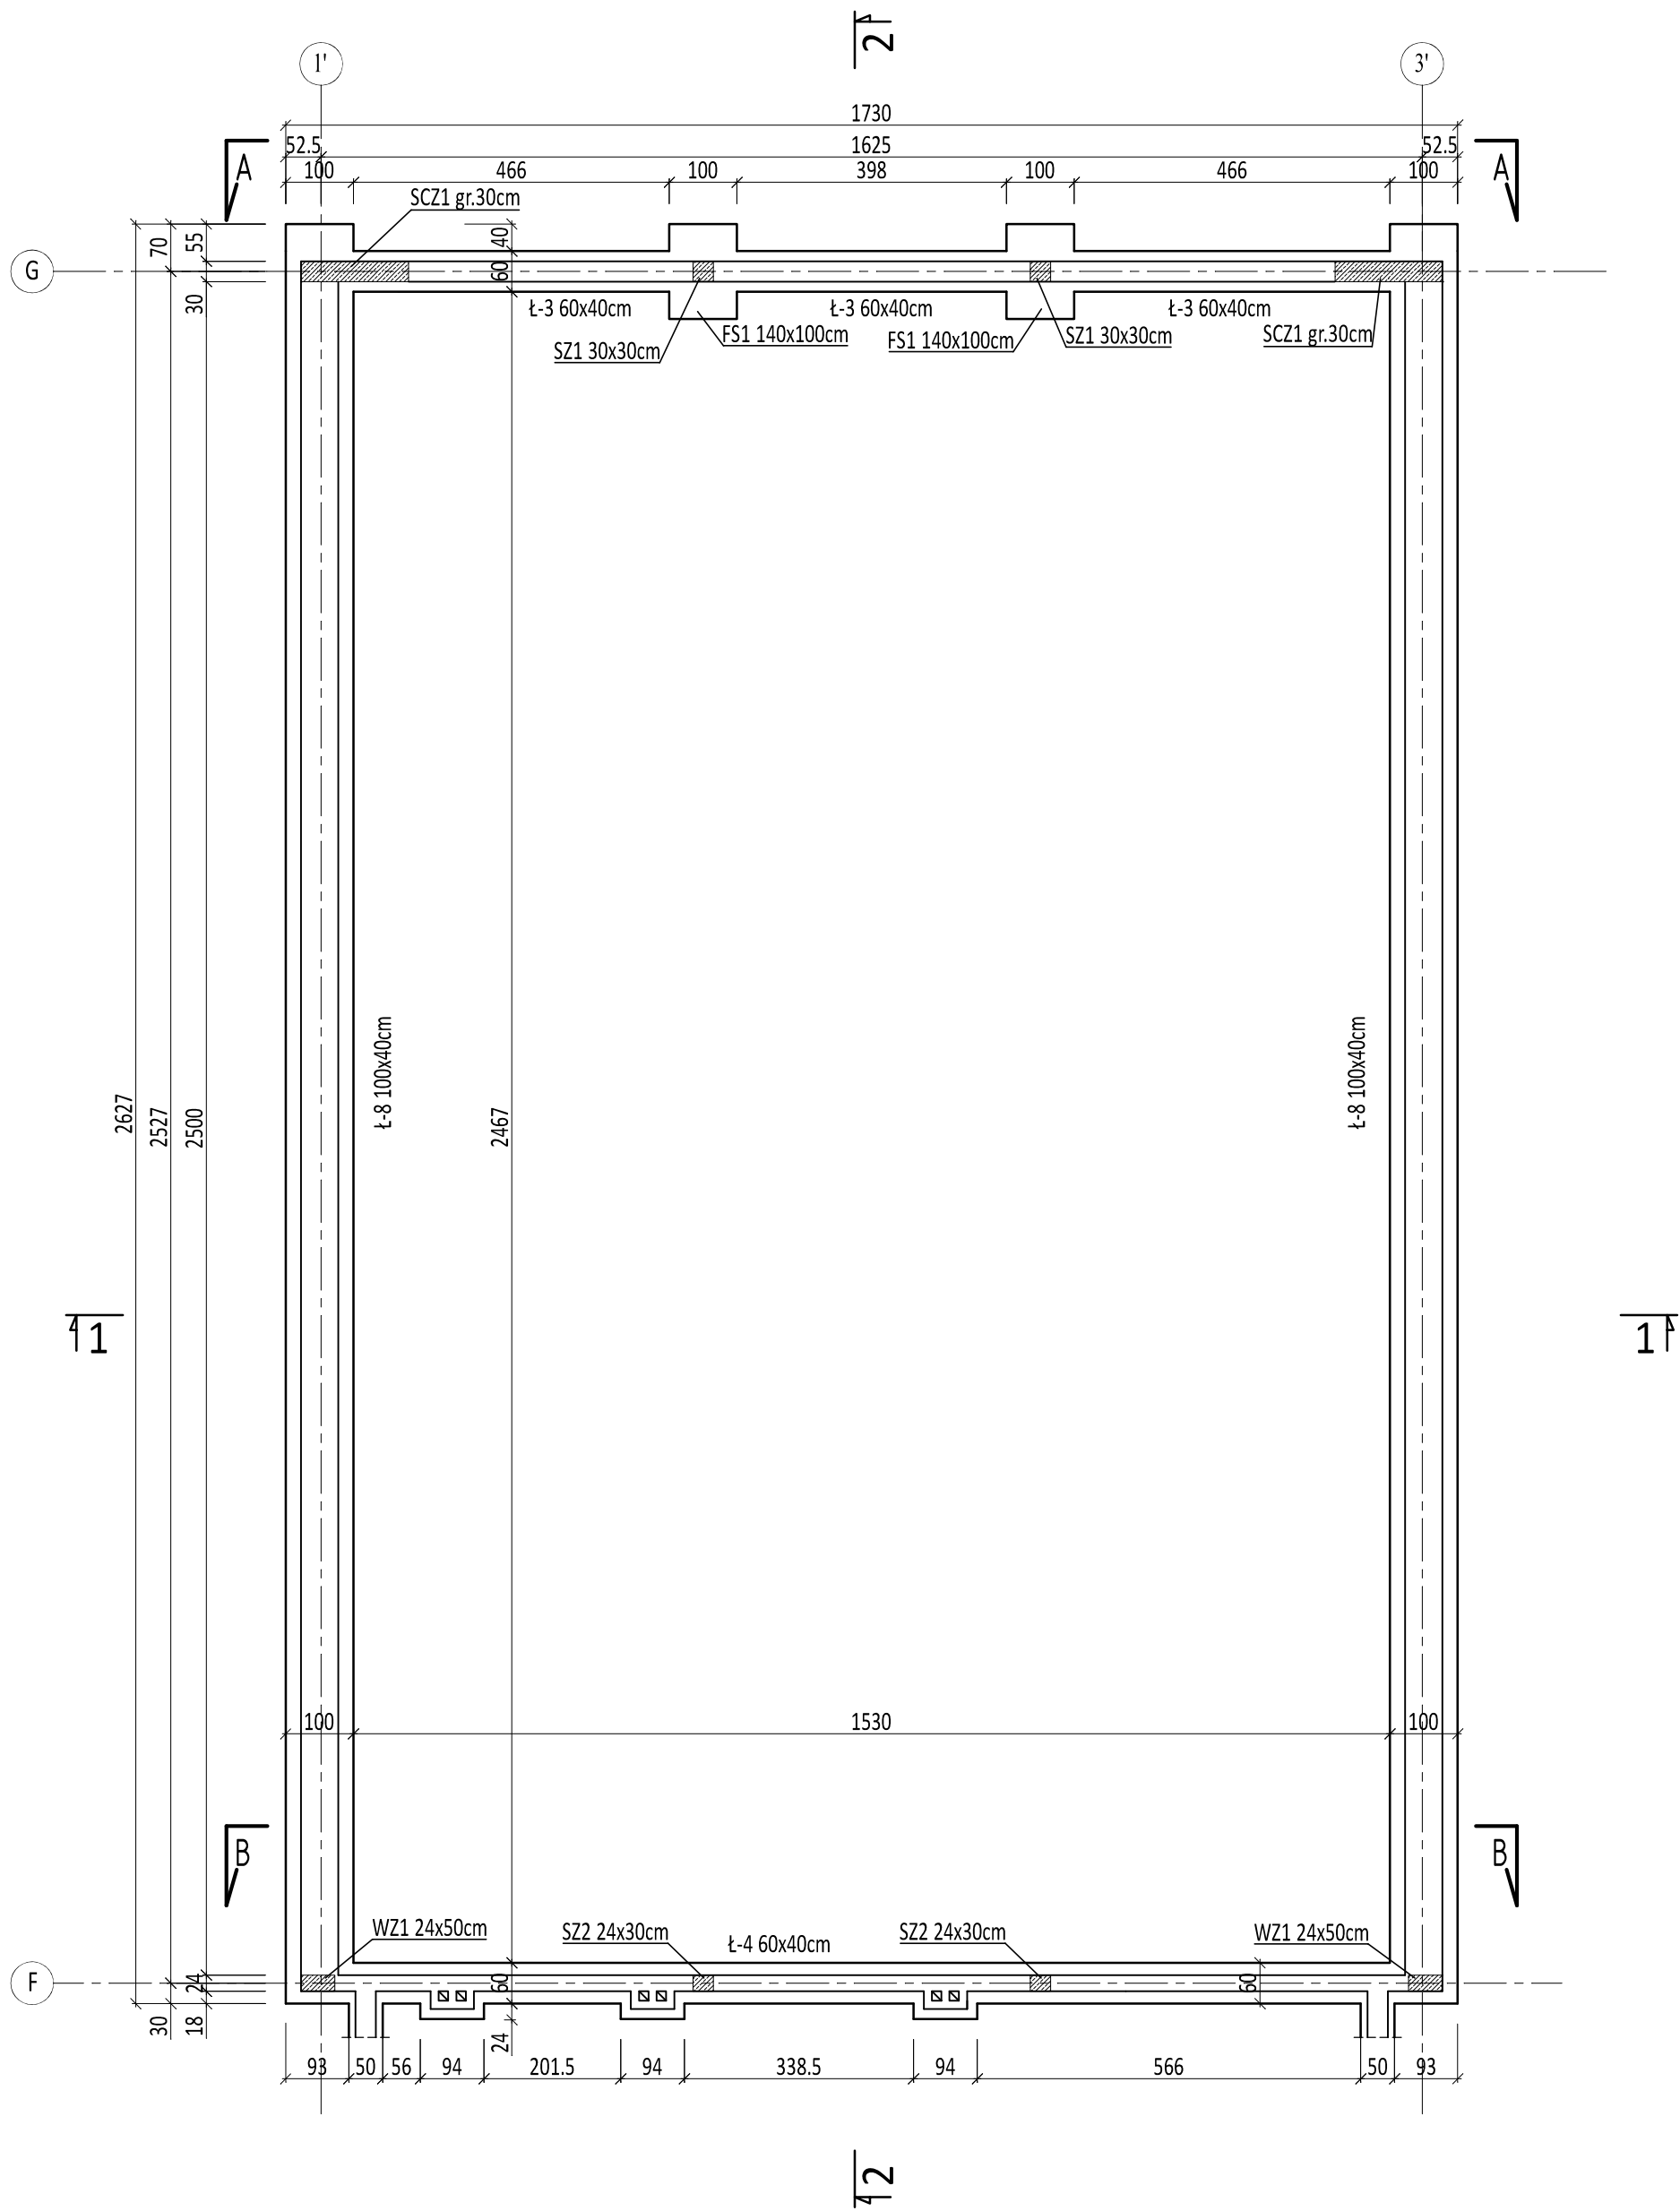 2
1'
3'
1730
52.5
1625
52.5
A
A
100
466
100
398
100
466
100
SCZ1 gr.30cm
70
55
40
G
60
30
Ł-3 60x40cm
Ł-3 60x40cm
Ł-3 60x40cm
SZ1 30x30cm
FS1 140x100cm
FS1 140x100cm
SZ1 30x30cm
SCZ1 gr.30cm
Ł-8 100x40cm
Ł-8 100x40cm
2627
2527
2500
2467
1
1
100
1530
100
B
B
WZ1 24x50cm
SZ2 24x30cm
Ł-4 60x40cm
SZ2 24x30cm
WZ1 24x50cm
F
24
60
60
30
18
24
93
50
56
94
201.5
94
338.5
94
566
50
93
2